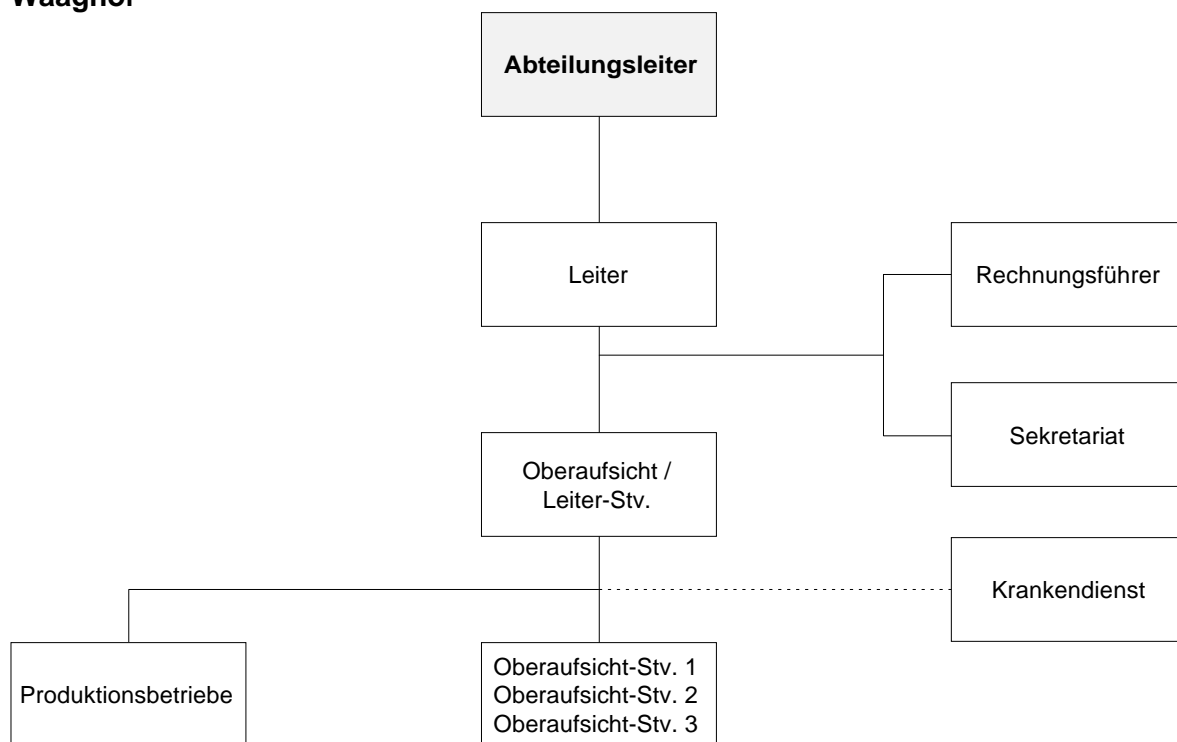 Waaghof
Abteilungsleiter
Leiter
Rechnungsführer
Sekretariat
Oberaufsicht /
Leiter-Stv.
Krankendienst
Produktionsbetriebe
Oberaufsicht-Stv. 1
Oberaufsicht-Stv. 2
Oberaufsicht-Stv. 3